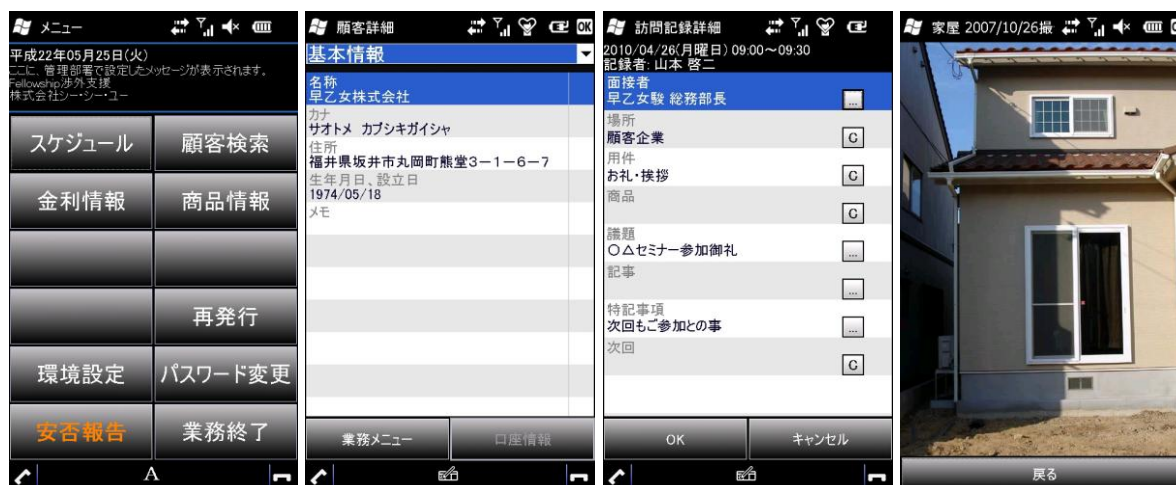 メニュー
平成22年05月25日(火)
ここに、管理部署で設定したメッセージが表示されます。
Fellowship渉外支援
株式会社シー・シー・ユー
スケジュール
顧客検索
金利情報
商品情報
再発行
環境設定
パスワード変更
安否報告
業務終了
A
顧客詳細
OK
基本情報
名称
早乙女株式会社
カナ
サオトメ カブシキガイシャ
住所
福井県坂井市丸岡町熊堂3－1－6－7
生年月日、設立日
1974/05/18
メモ
業務メニュー
口座情報
訪問記録詳細
2010/04/26(月曜日) 09:00～09:30
記録者: 山本 啓二
面接者
早乙女駿 総務部長
...
場所
顧客企業
C
用件
お礼・挨拶
C
商品
C
議題
〇△セミナー参加御礼
...
記事
...
特記事項
次回もご参加との事
...
次回
C
OK
キャンセル
家屋 2007/10/26撮
戻る